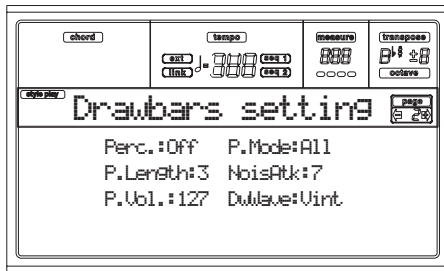 chord tempo measure transpose
ext seq 1
link seq 2
octave
style play Drawbars setting page
2
Perc.:Off P.Mode:All
P.Length:3 NoisAtk:7
P.Vol.:127 DwWave:Vint